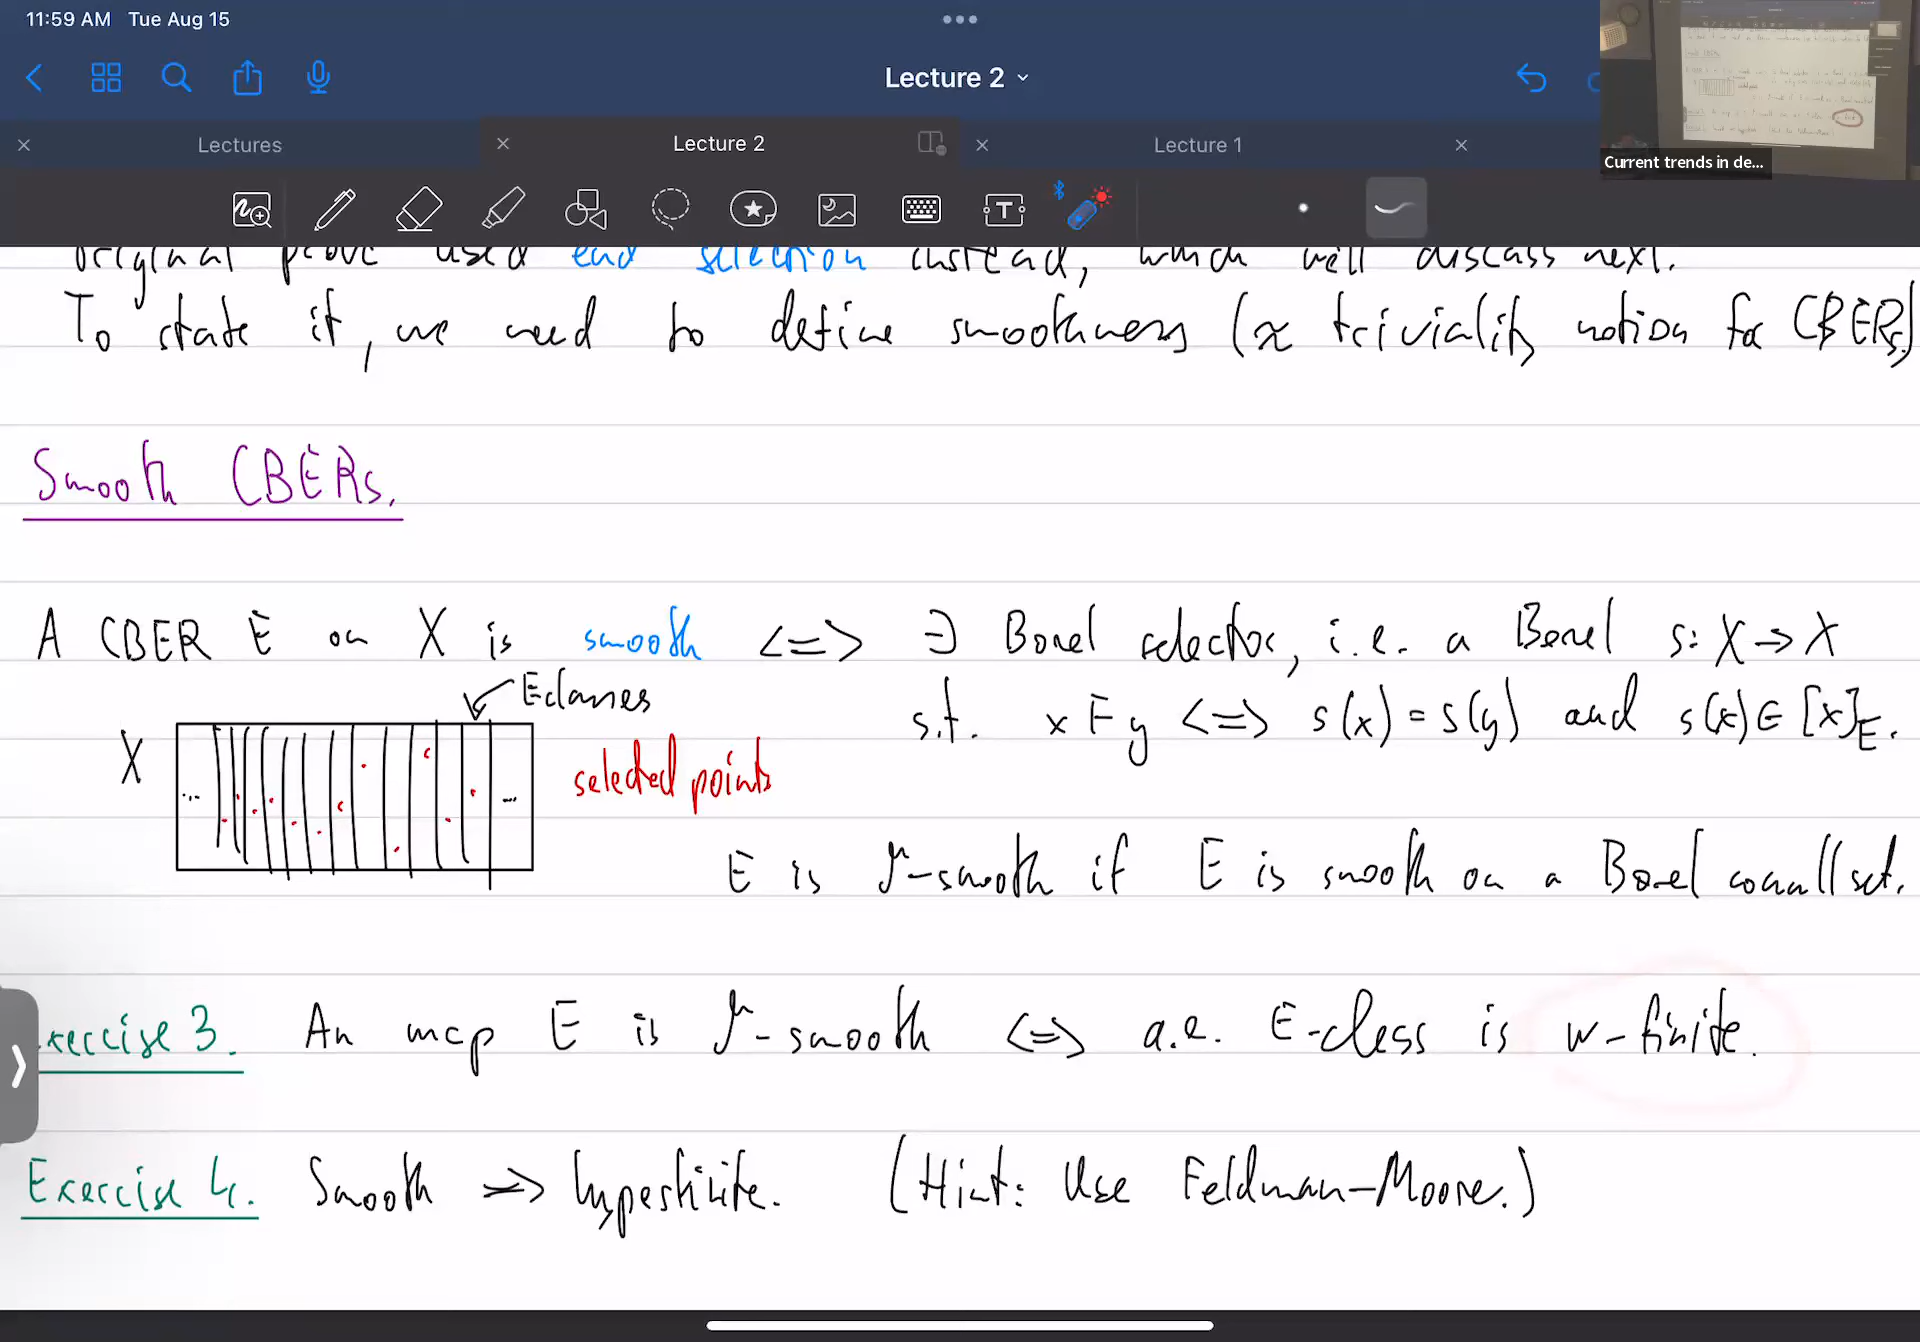 11:59 AM Tue Aug 15
Lecture 2
Lectures
Lecture 2
Lecture 1
Current trends in de...
original prove used end selection instead, which we'll discuss next.
To state it, we need to define smoothness (≈ triviality notion for CBERs)
Smooth CBERs.
A CBER E on X is smooth <=> ∃ Borel selector, i.e. a Borel s: X → X
E classes
s.t. x E y <=> s(x) = s(y) and s(x) ∈ [x]_E.
X
... ...
selected points
E is μ-smooth if E is smooth on a Borel conull set.
xercise 3. An mcp E is μ-smooth <=> a.e. E-class is w-finite.
Exercise 4. Smooth => hyperfinite. (Hint: Use Feldman-Moore.)